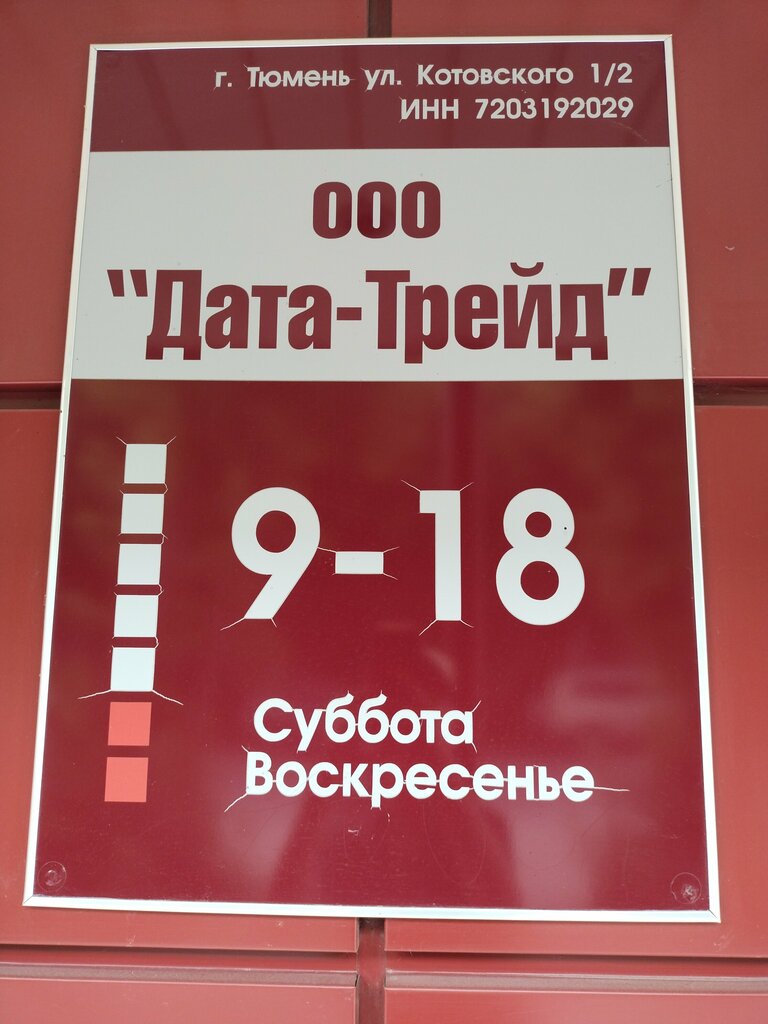 г. Тюмень ул. Котовского 1/2
ИНН 7203192029
ООО
"Дата-Трейд"
9-18
Суббота
Воскресенье